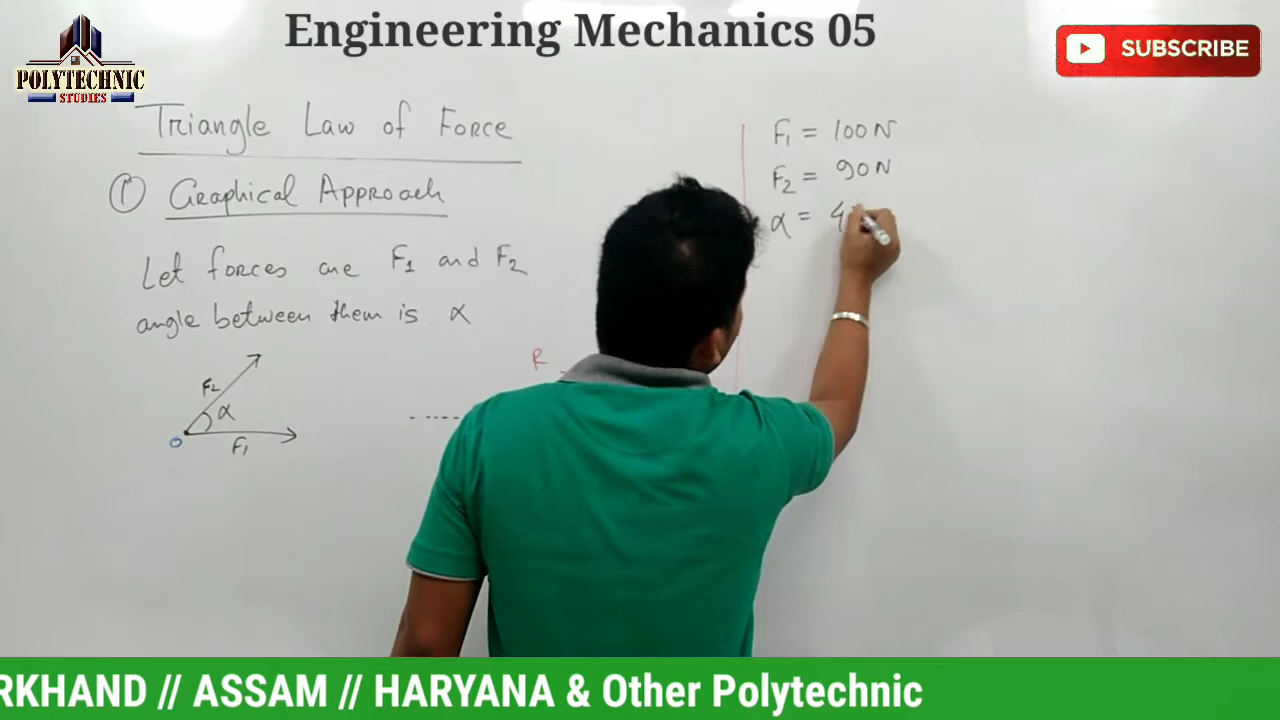 Engineering Mechanics 05
POLYTECHNIC
STUDIES
SUBSCRIBE
Triangle Law of Force
① Graphical Approach
Let forces are F₁ and F₂
angle between them is α
F₂
α
O
F₁
R
F₁ = 100 N
F₂ = 90 N
α = 4
RKHAND // ASSAM // HARYANA & Other Polytechnic